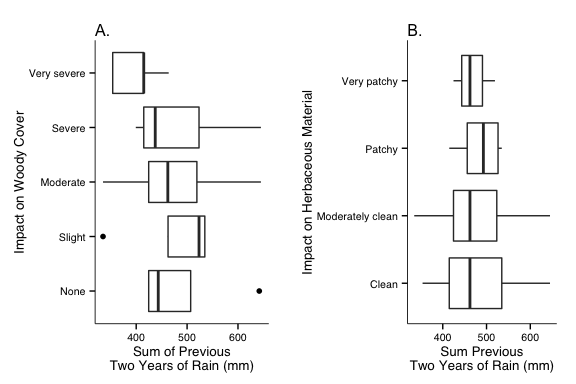 A.
Impact on Woody Cover
Very severe
Severe
Moderate
Slight
None
400 500 600
Sum of Previous
Two Years of Rain (mm)
B.
Impact on Herbaceous Material
Very patchy
Patchy
Moderately clean
Clean
400 500 600
Sum of Previous
Two Years of Rain (mm)